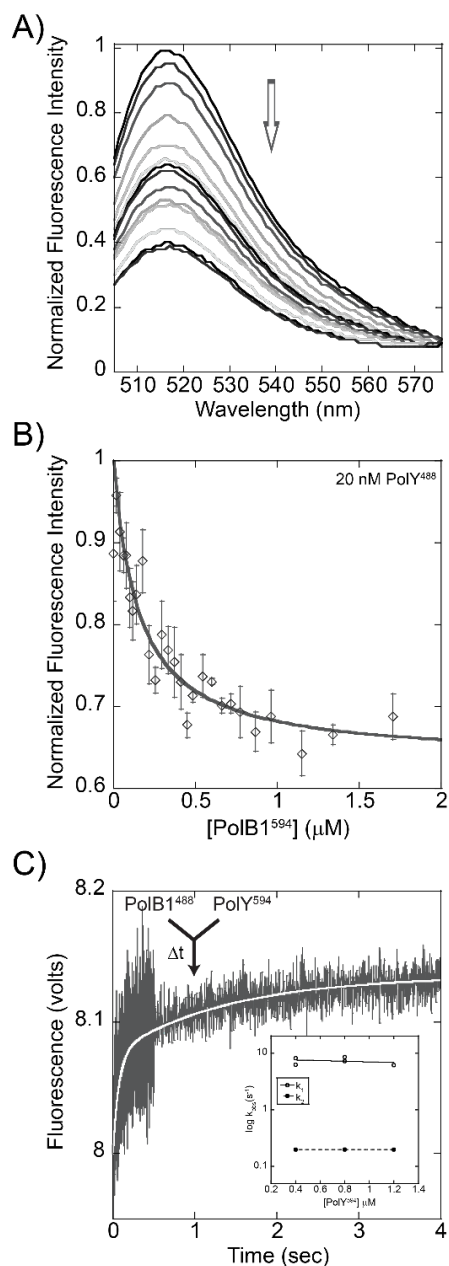 A)
Normalized Fluorescence Intensity
1
0.8
0.6
0.4
0.2
0
510 520 530 540 550 560 570
Wavelength (nm)
B)
Normalized Fluorescence Intensity
1
0.9
0.8
0.7
0.6
20 nM PolY⁴⁸⁸
0 0.5 1 1.5 2
[PolB1⁵⁹⁴] (μM)
C)
Fluorescence (volts)
8.2
8.1
8
PolB1⁴⁸⁸ PolY⁵⁹⁴
Δt
log k_obs (s⁻¹)
10
1
0.1
k₁
k₂
0.2 0.4 0.6 0.8 1.0 1.2 1.4
[PolY⁵⁹⁴] μM
0 1 2 3 4
Time (sec)